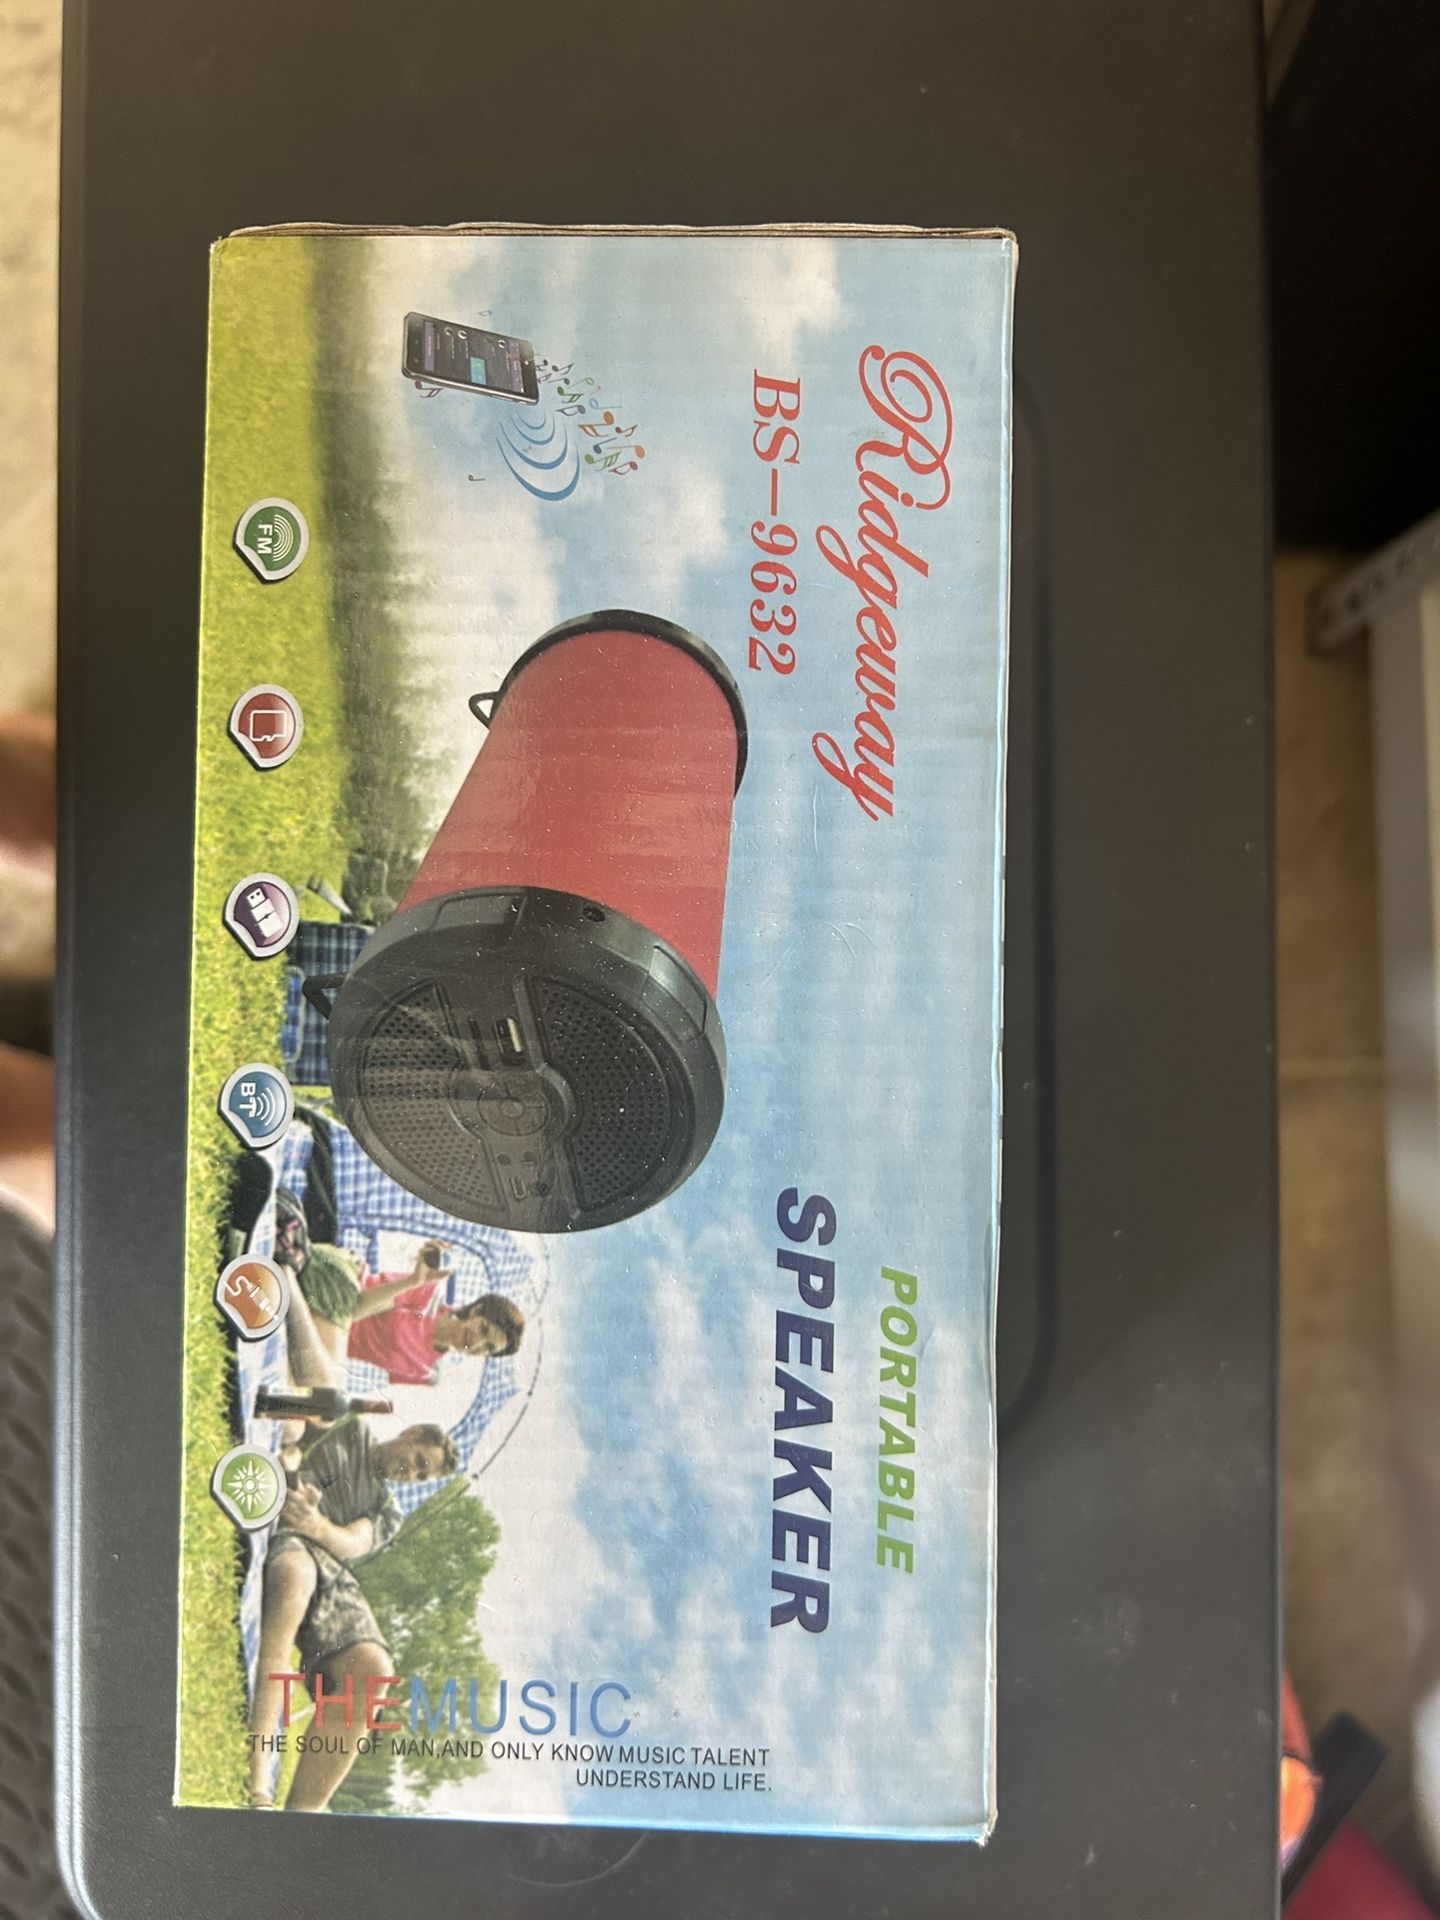 Ridgeway
BS-9632
PORTABLE
SPEAKER
FM
BT
THEMUSIC
THE SOUL OF MAN,AND ONLY KNOW MUSIC TALENT
UNDERSTAND LIFE.